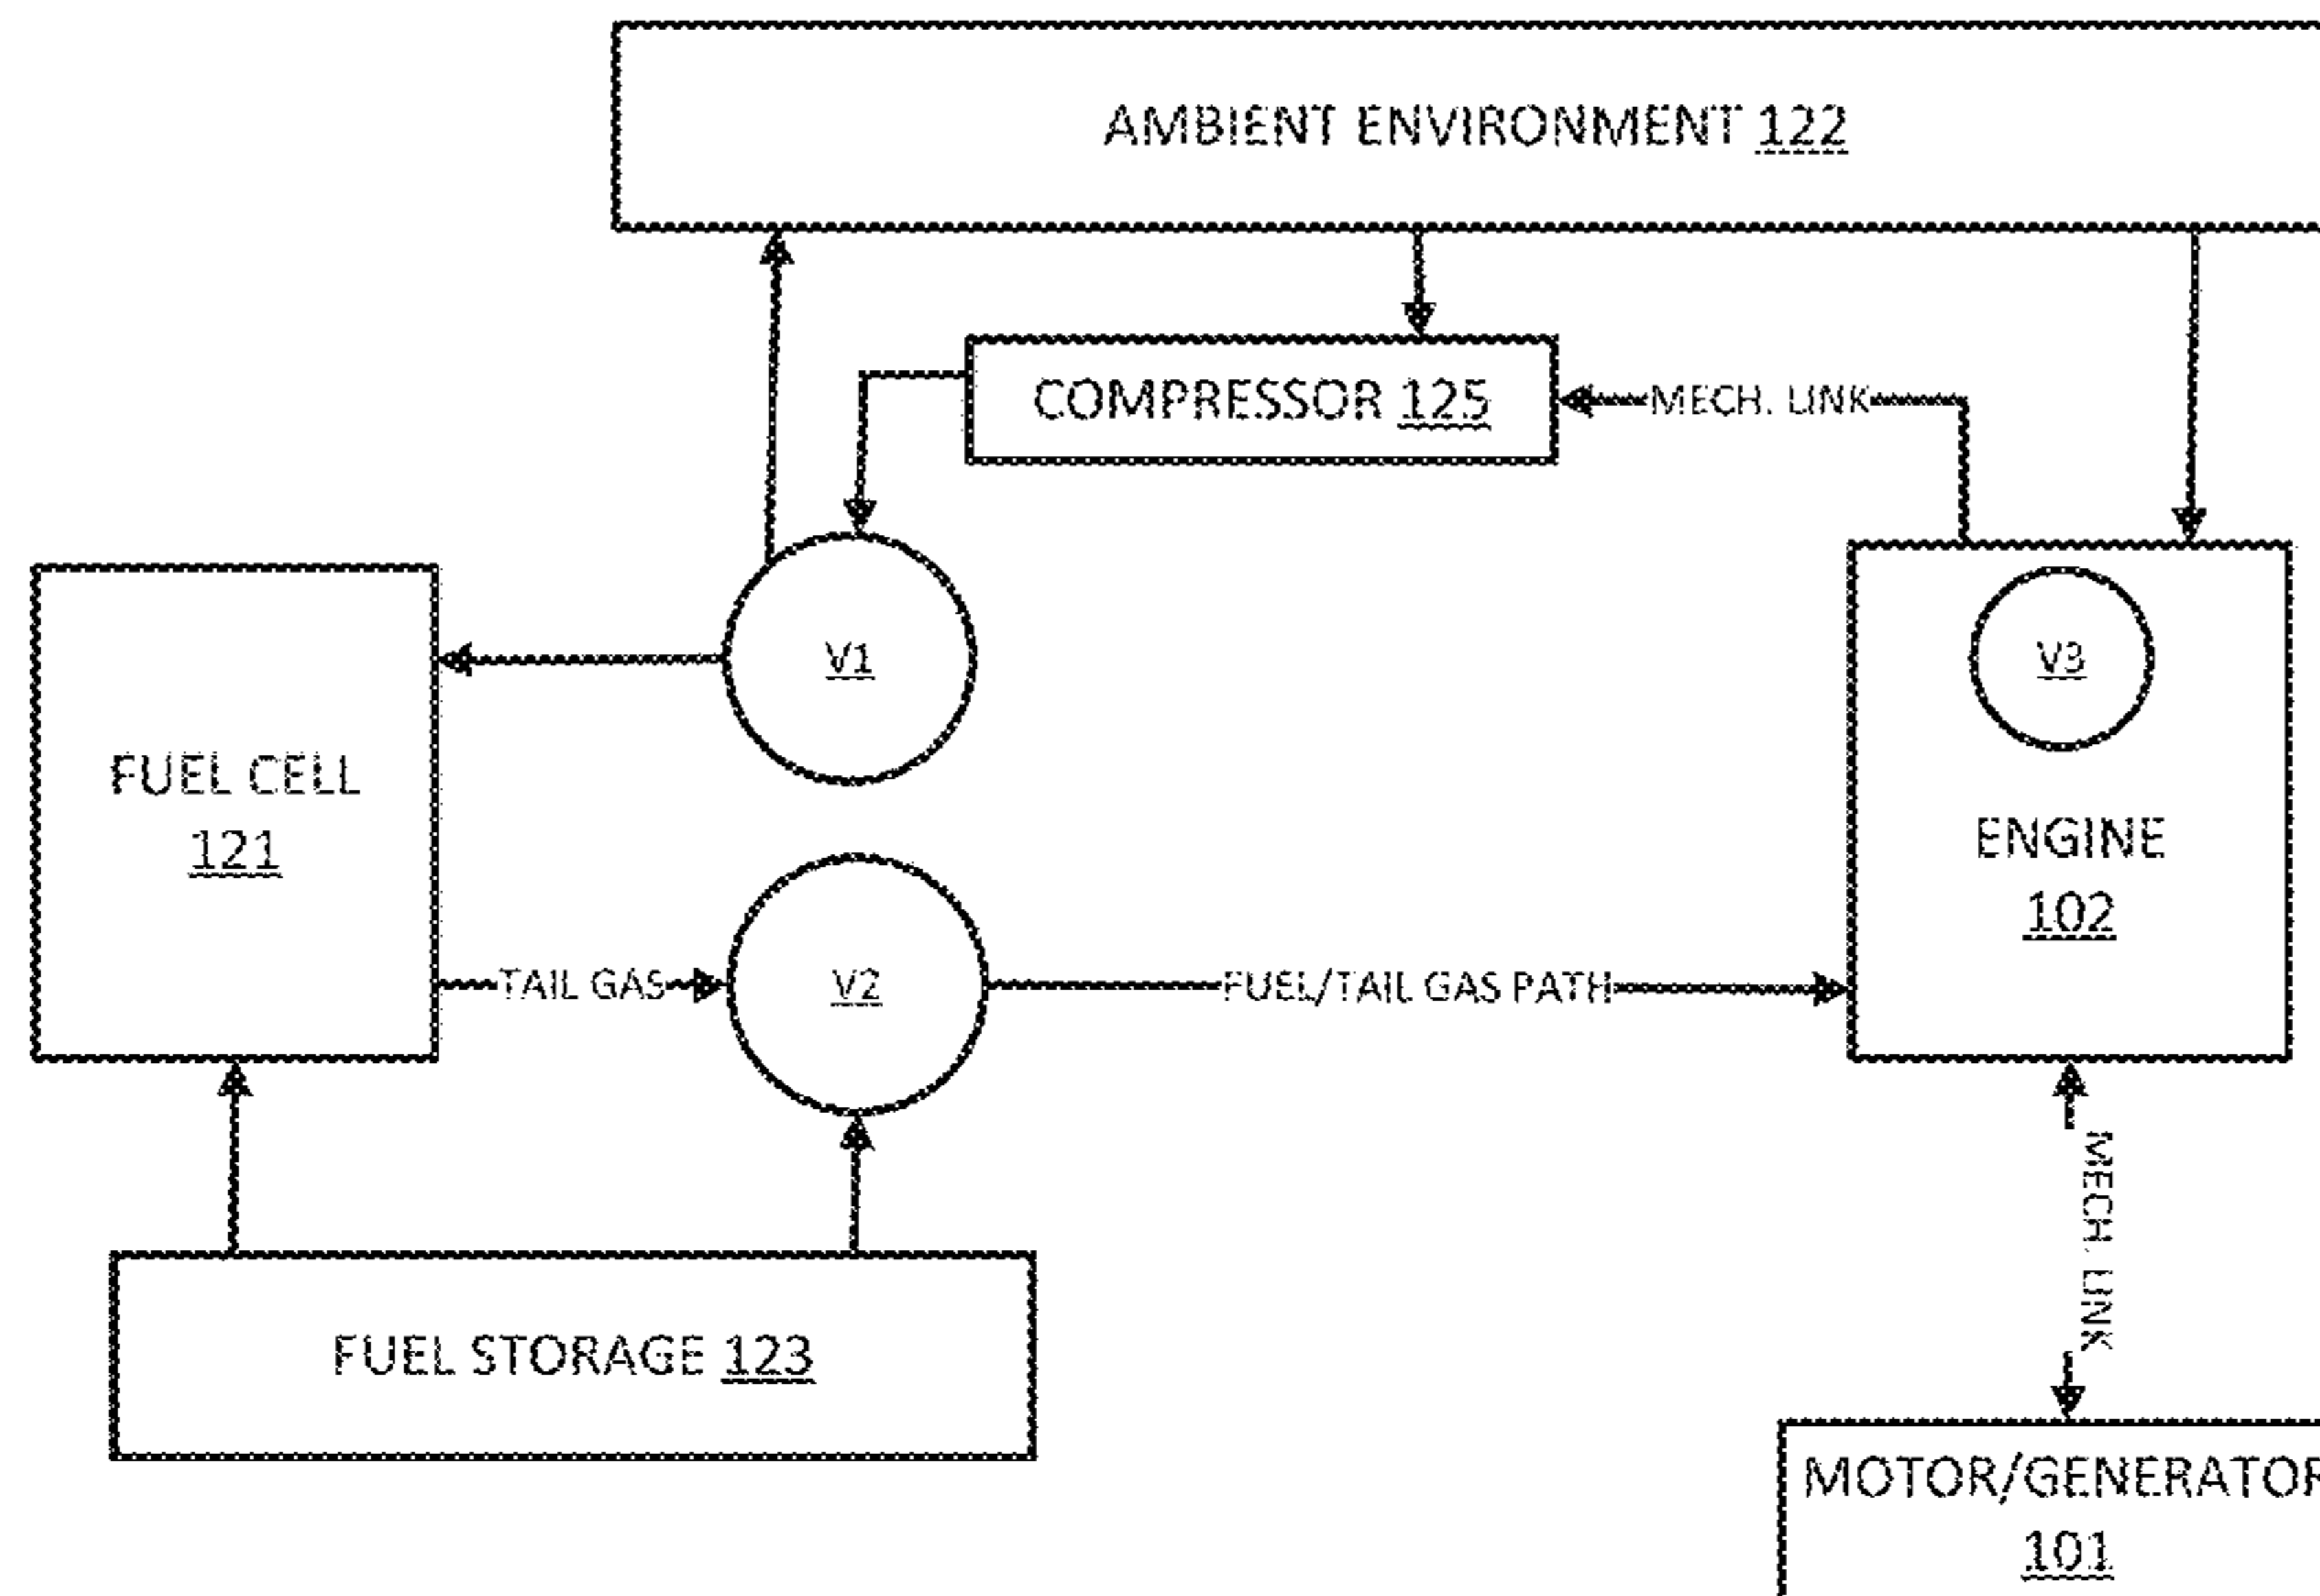 AMBIENT ENVIRONMENT 122
COMPRESSOR 125
MECH. LINK
V1
V3
FUEL CELL
121
ENGINE
102
TAIL GAS
V2
FUEL/TAIL GAS PATH
MECH. LINK
FUEL STORAGE 123
MOTOR/GENERATOR
101